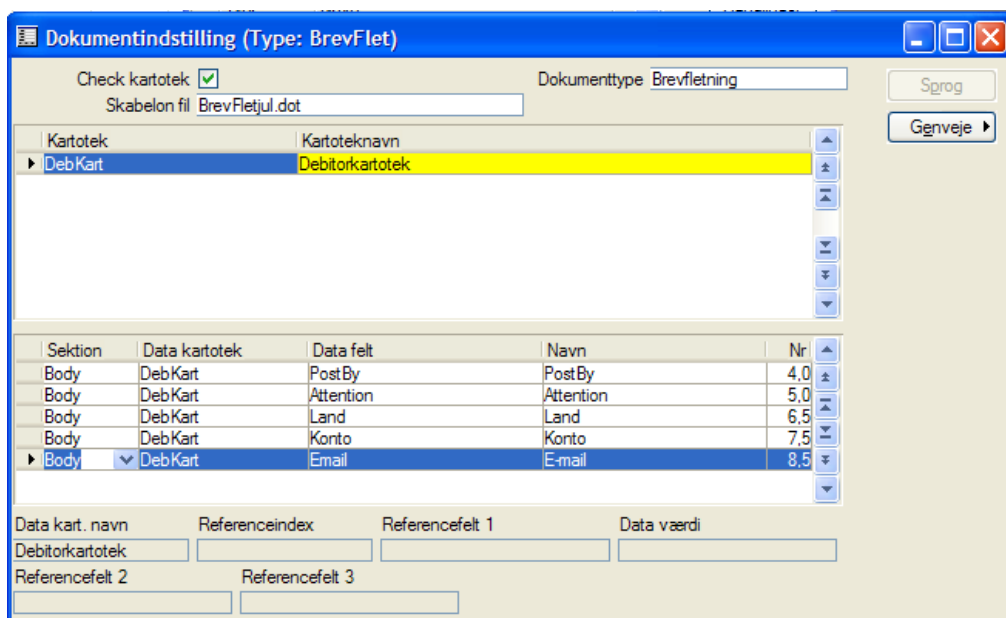 Dokumentindstilling (Type: BrevFlet)
Check kartotek Dokumenttype Brevfletning
Skabelon fil BrevFletjul.dot
Sprog
Genveje
Kartotek Kartoteknavn
DebKart Debitorkartotek
Sektion Data kartotek Data felt Navn Nr
Body DebKart PostBy PostBy 4,0
Body DebKart Attention Attention 5,0
Body DebKart Land Land 6,5
Body DebKart Konto Konto 7,5
Body DebKart Email E-mail 8,5
Data kart. navn Referenceindex Referencefelt 1 Data værdi
Debitorkartotek
Referencefelt 2 Referencefelt 3